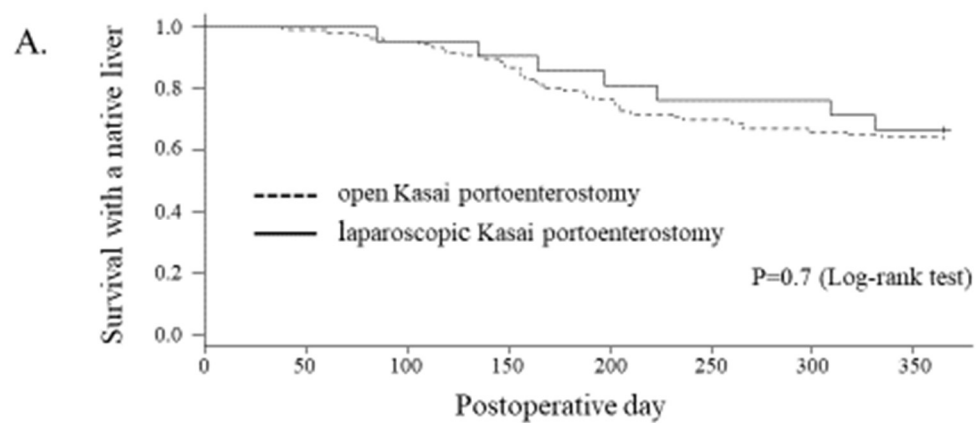 A.
Survival with a native liver
1.0
0.8
0.6
0.4
0.2
0.0
open Kasai portoenterostomy
laparoscopic Kasai portoenterostomy
P=0.7 (Log-rank test)
0 50 100 150 200 250 300 350
Postoperative day